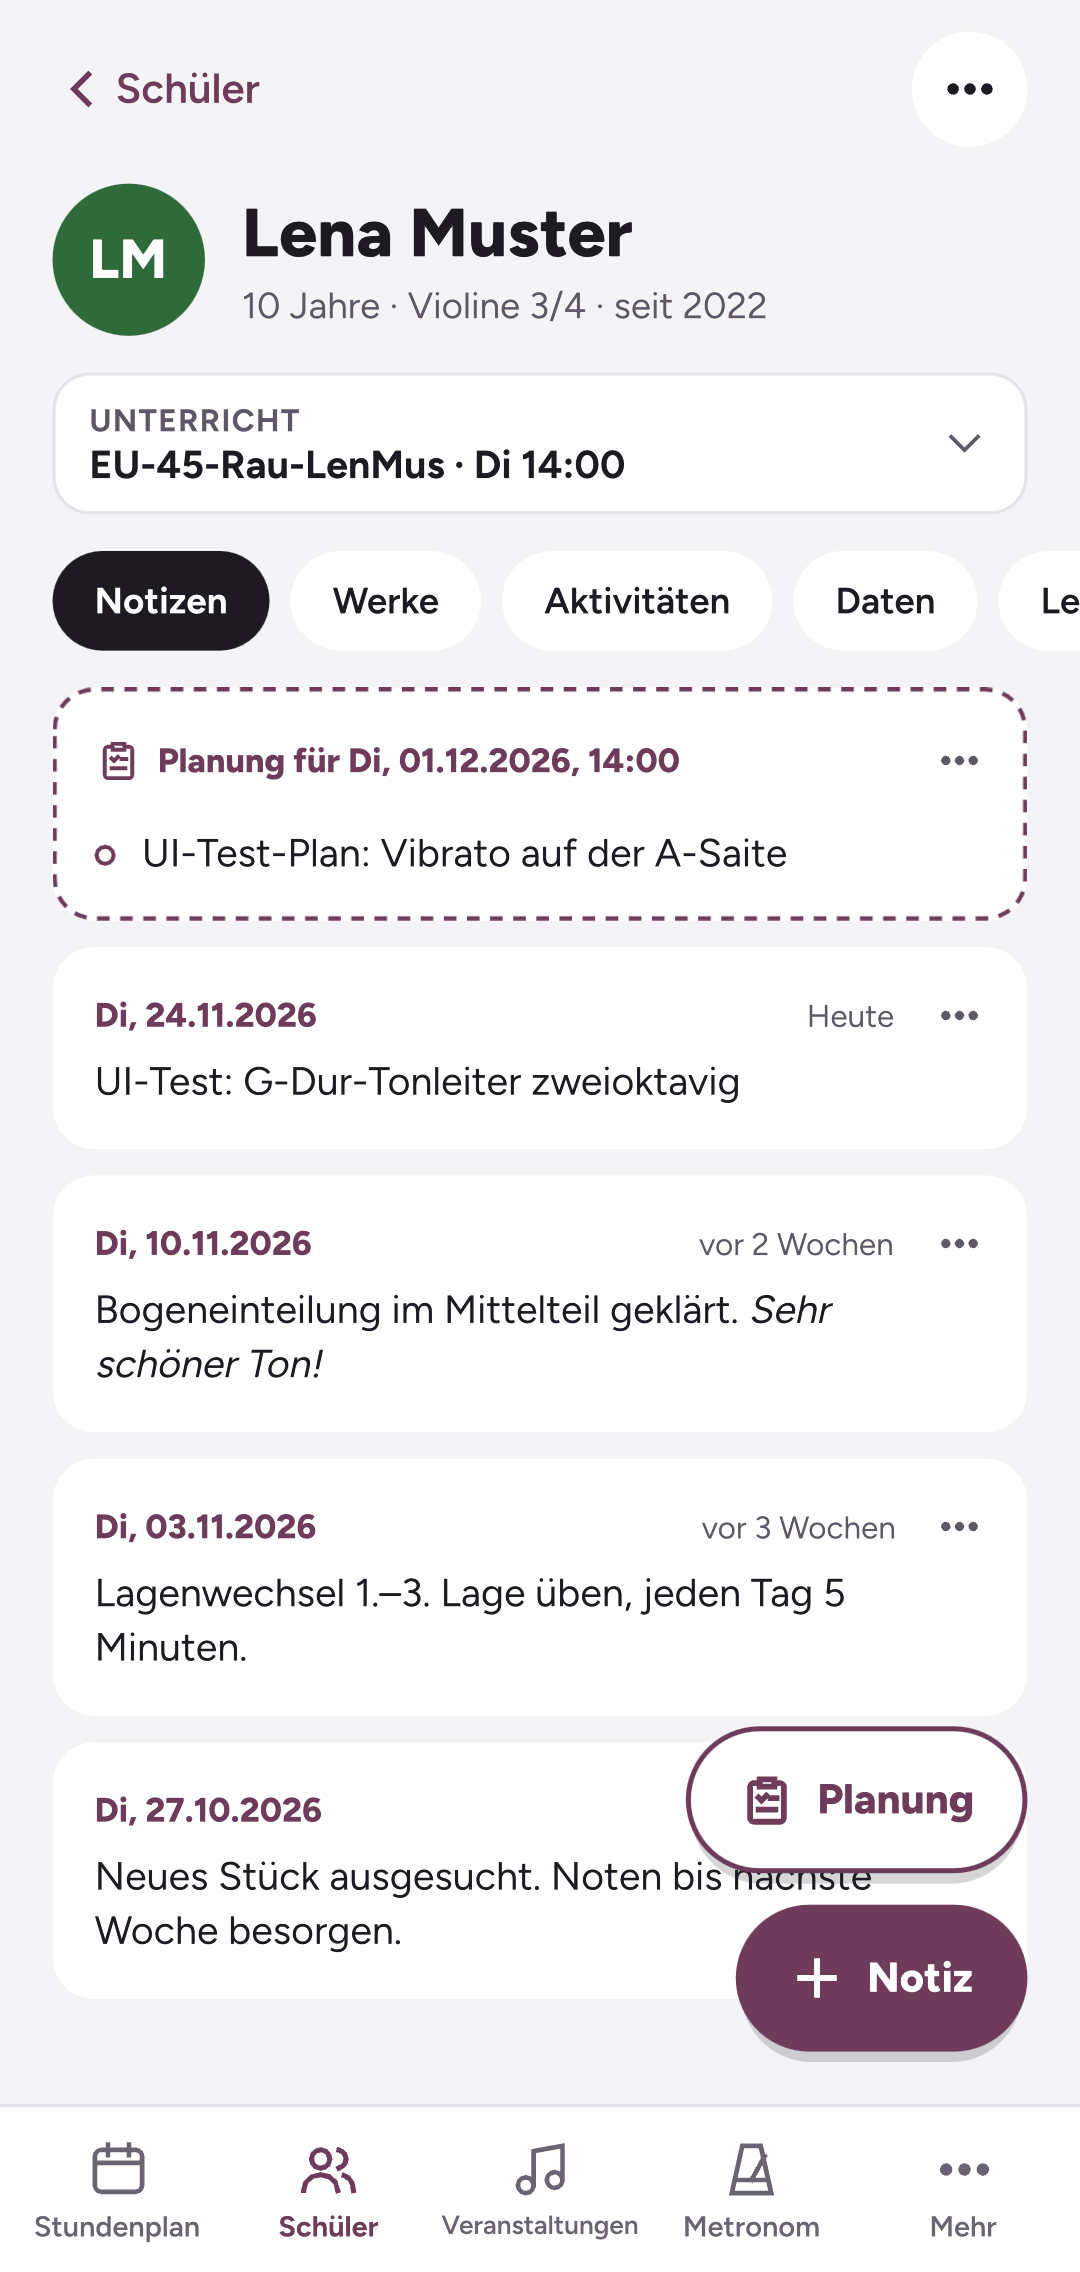 Schüler
LM
Lena Muster
10 Jahre · Violine 3/4 · seit 2022
UNTERRICHT
EU-45-Rau-LenMus · Di 14:00
Notizen Werke Aktivitäten Daten Le
Planung für Di, 01.12.2026, 14:00
UI-Test-Plan: Vibrato auf der A-Saite
Di, 24.11.2026 Heute
UI-Test: G-Dur-Tonleiter zweioktavig
Di, 10.11.2026 vor 2 Wochen
Bogeneinteilung im Mittelteil geklärt. Sehr
schöner Ton!
Di, 03.11.2026 vor 3 Wochen
Lagenwechsel 1.–3. Lage üben, jeden Tag 5
Minuten.
Planung
Di, 27.10.2026
Neues Stück ausgesucht. Noten bis nächste
Woche besorgen.
Notiz
Stundenplan Schüler Veranstaltungen Metronom Mehr